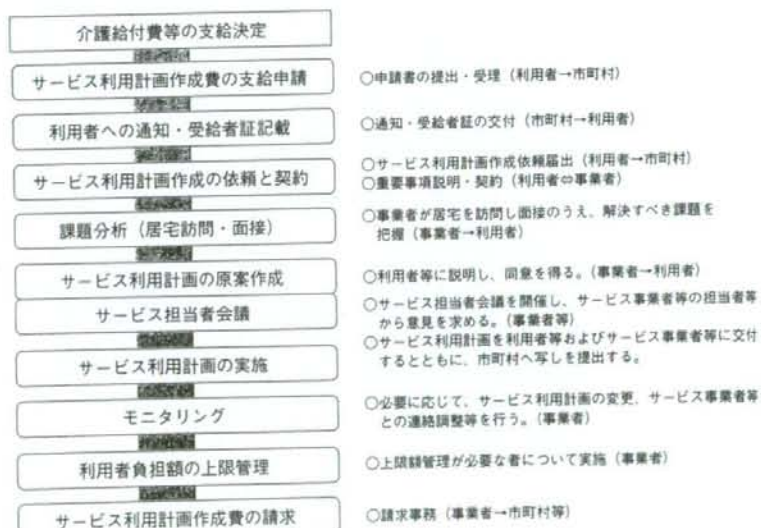 介護給付費等の支給決定
サービス利用計画作成費の支給申請
○申請書の提出・受理(利用者→市町村)
利用者への通知・受給者証記載
○通知・受給者証の交付(市町村→利用者)
サービス利用計画作成の依頼と契約
○サービス利用計画作成依頼届出(利用者→市町村)
○重要事項説明・契約(利用者⇔事業者)
課題分析(居宅訪問・面接)
○事業者が居宅を訪問し面接のうえ、解決すべき課題を
把握(事業者→利用者)
サービス利用計画の原案作成
○利用者等に説明し、同意を得る。(事業者→利用者)
サービス担当者会議
○サービス担当者会議を開催し、サービス事業者等の担当者等
から意見を求める。(事業者等)
サービス利用計画の実施
○サービス利用計画を利用者等およびサービス事業者等に交付
するとともに、市町村へ写しを提出する。
モニタリング
○必要に応じて、サービス利用計画の変更、サービス事業者等
との連絡調整等を行う。(事業者)
利用者負担額の上限管理
○上限額管理が必要な者について実施(事業者)
サービス利用計画作成費の請求
○請求事務(事業者→市町村等)